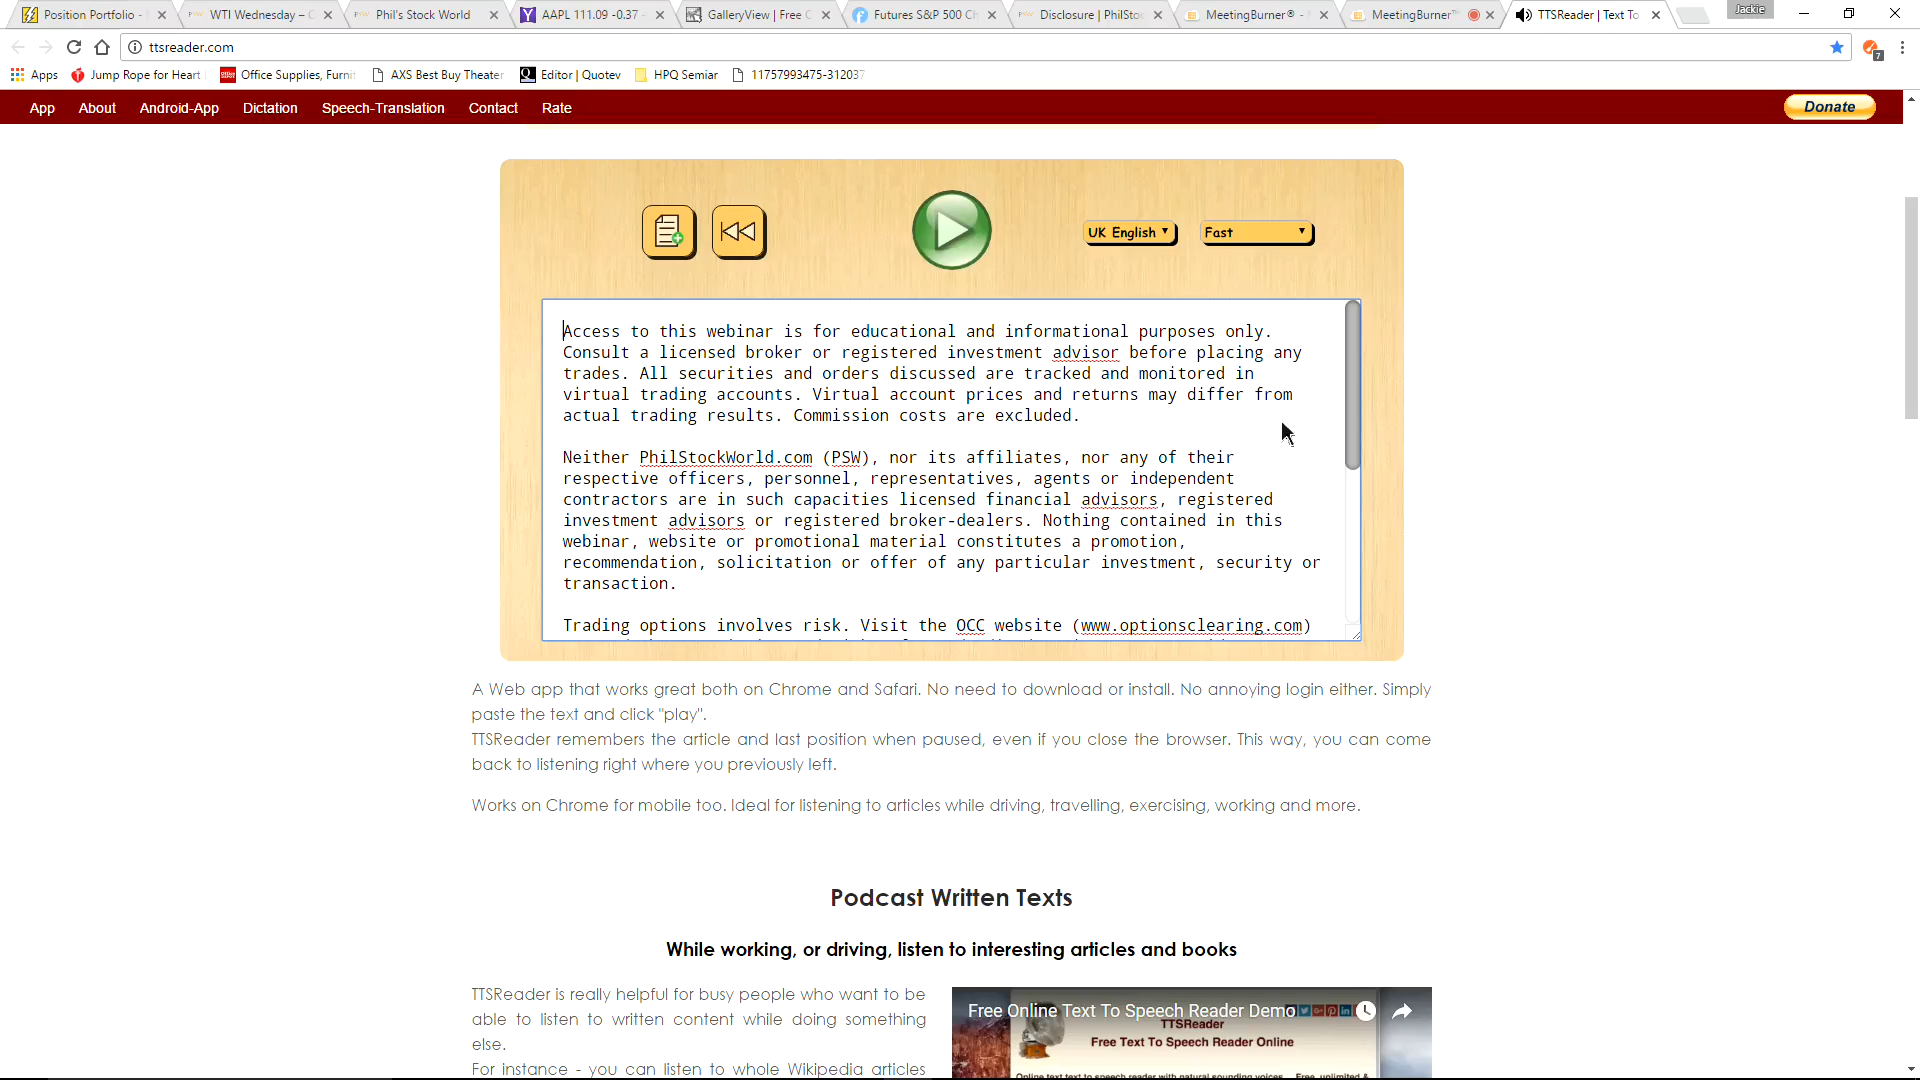 Position Portfolio -
WTI Wednesday – C
Phil's Stock World
AAPL 111.09 -0.37 -
GalleryView | Free C
Futures S&P 500 Ch
Disclosure | PhilSto
MeetingBurner® -
MeetingBurner™
TTSReader | Text To
Jackie
ttsreader.com
7
Apps
Jump Rope for Heart
Office Supplies, Furnit
AXS Best Buy Theater
Editor | Quotev
HPQ Semiar
11757993475-312037
App
About
Android-App
Dictation
Speech-Translation
Contact
Rate
Donate
UK English
Fast
Access to this webinar is for educational and informational purposes only.
Consult a licensed broker or registered investment advisor before placing any
trades. All securities and orders discussed are tracked and monitored in
virtual trading accounts. Virtual account prices and returns may differ from
actual trading results. Commission costs are excluded.
Neither PhilStockWorld.com (PSW), nor its affiliates, nor any of their
respective officers, personnel, representatives, agents or independent
contractors are in such capacities licensed financial advisors, registered
investment advisors or registered broker-dealers. Nothing contained in this
webinar, website or promotional material constitutes a promotion,
recommendation, solicitation or offer of any particular investment, security or
transaction.
Trading options involves risk. Visit the OCC website (www.optionsclearing.com)
A Web app that works great both on Chrome and Safari. No need to download or install. No annoying login either. Simply
paste the text and click "play".
TTSReader remembers the article and last position when paused, even if you close the browser. This way, you can come
back to listening right where you previously left.
Works on Chrome for mobile too. Ideal for listening to articles while driving, travelling, exercising, working and more.
Podcast Written Texts
While working, or driving, listen to interesting articles and books
TTSReader is really helpful for busy people who want to be
able to listen to written content while doing something
else.
For instance - you can listen to whole Wikipedia articles
Free Online Text To Speech Reader Demo
TTSReader
Free Text To Speech Reader Online